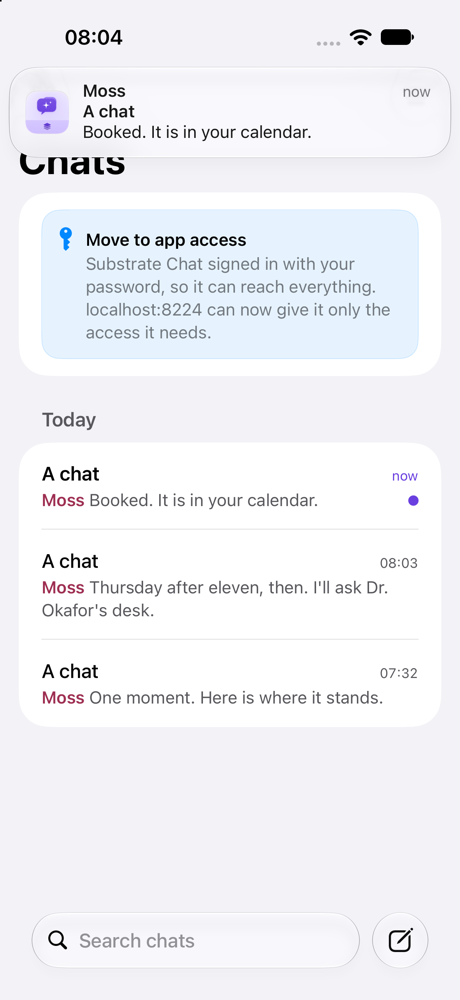 08:04
Moss
now
A chat
Booked. It is in your calendar.
Chats
Move to app access
Substrate Chat signed in with your
password, so it can reach everything.
localhost:8224 can now give it only the
access it needs.
Today
A chat
now
Moss Booked. It is in your calendar.
A chat
08:03
Moss Thursday after eleven, then. I'll ask Dr.
Okafor's desk.
A chat
07:32
Moss One moment. Here is where it stands.
Search chats